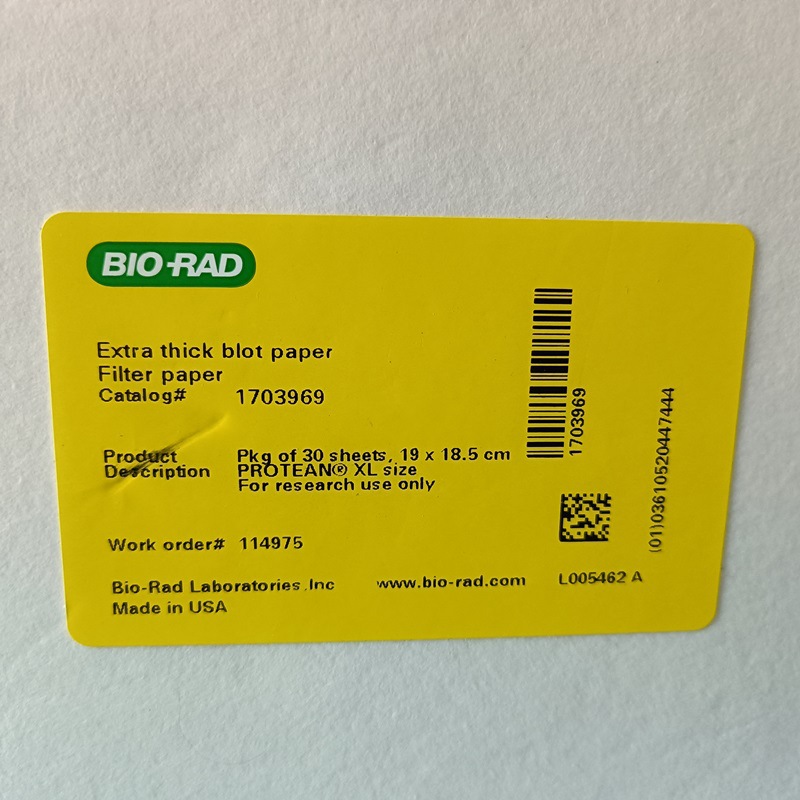 BIO-RAD
Extra thick blot paper
Filter paper
Catalog# 1703969
Product Description Pkg of 30 sheets, 19 x 18.5 cm
PROTEAN® XL size
For research use only
Work order# 114975
Bio-Rad Laboratories,Inc www.bio-rad.com L005462 A
Made in USA
1703969
(01)03610520447444